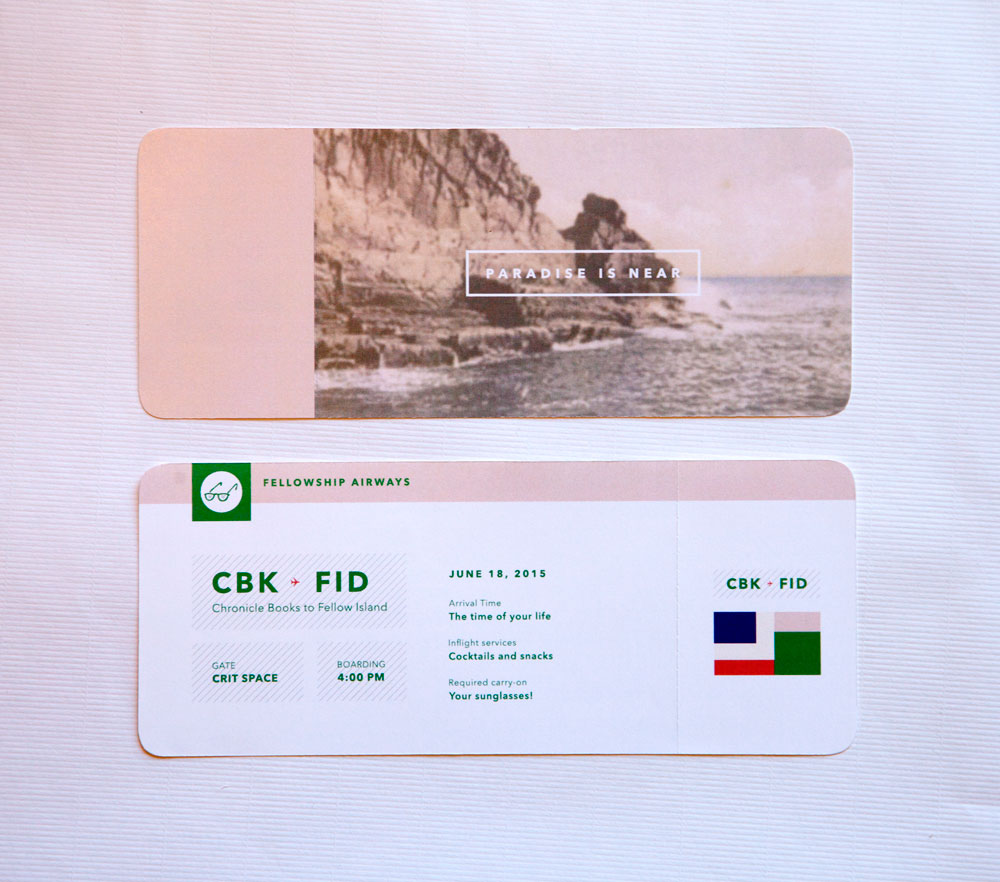 PARADISE IS NEAR
FELLOWSHIP AIRWAYS
CBK FID
Chronicle Books to Fellow Island
GATE
CRIT SPACE
BOARDING
4:00 PM
JUNE 18, 2015
Arrival Time
The time of your life
Inflight services
Cocktails and snacks
Required carry-on
Your sunglasses!
CBK FID